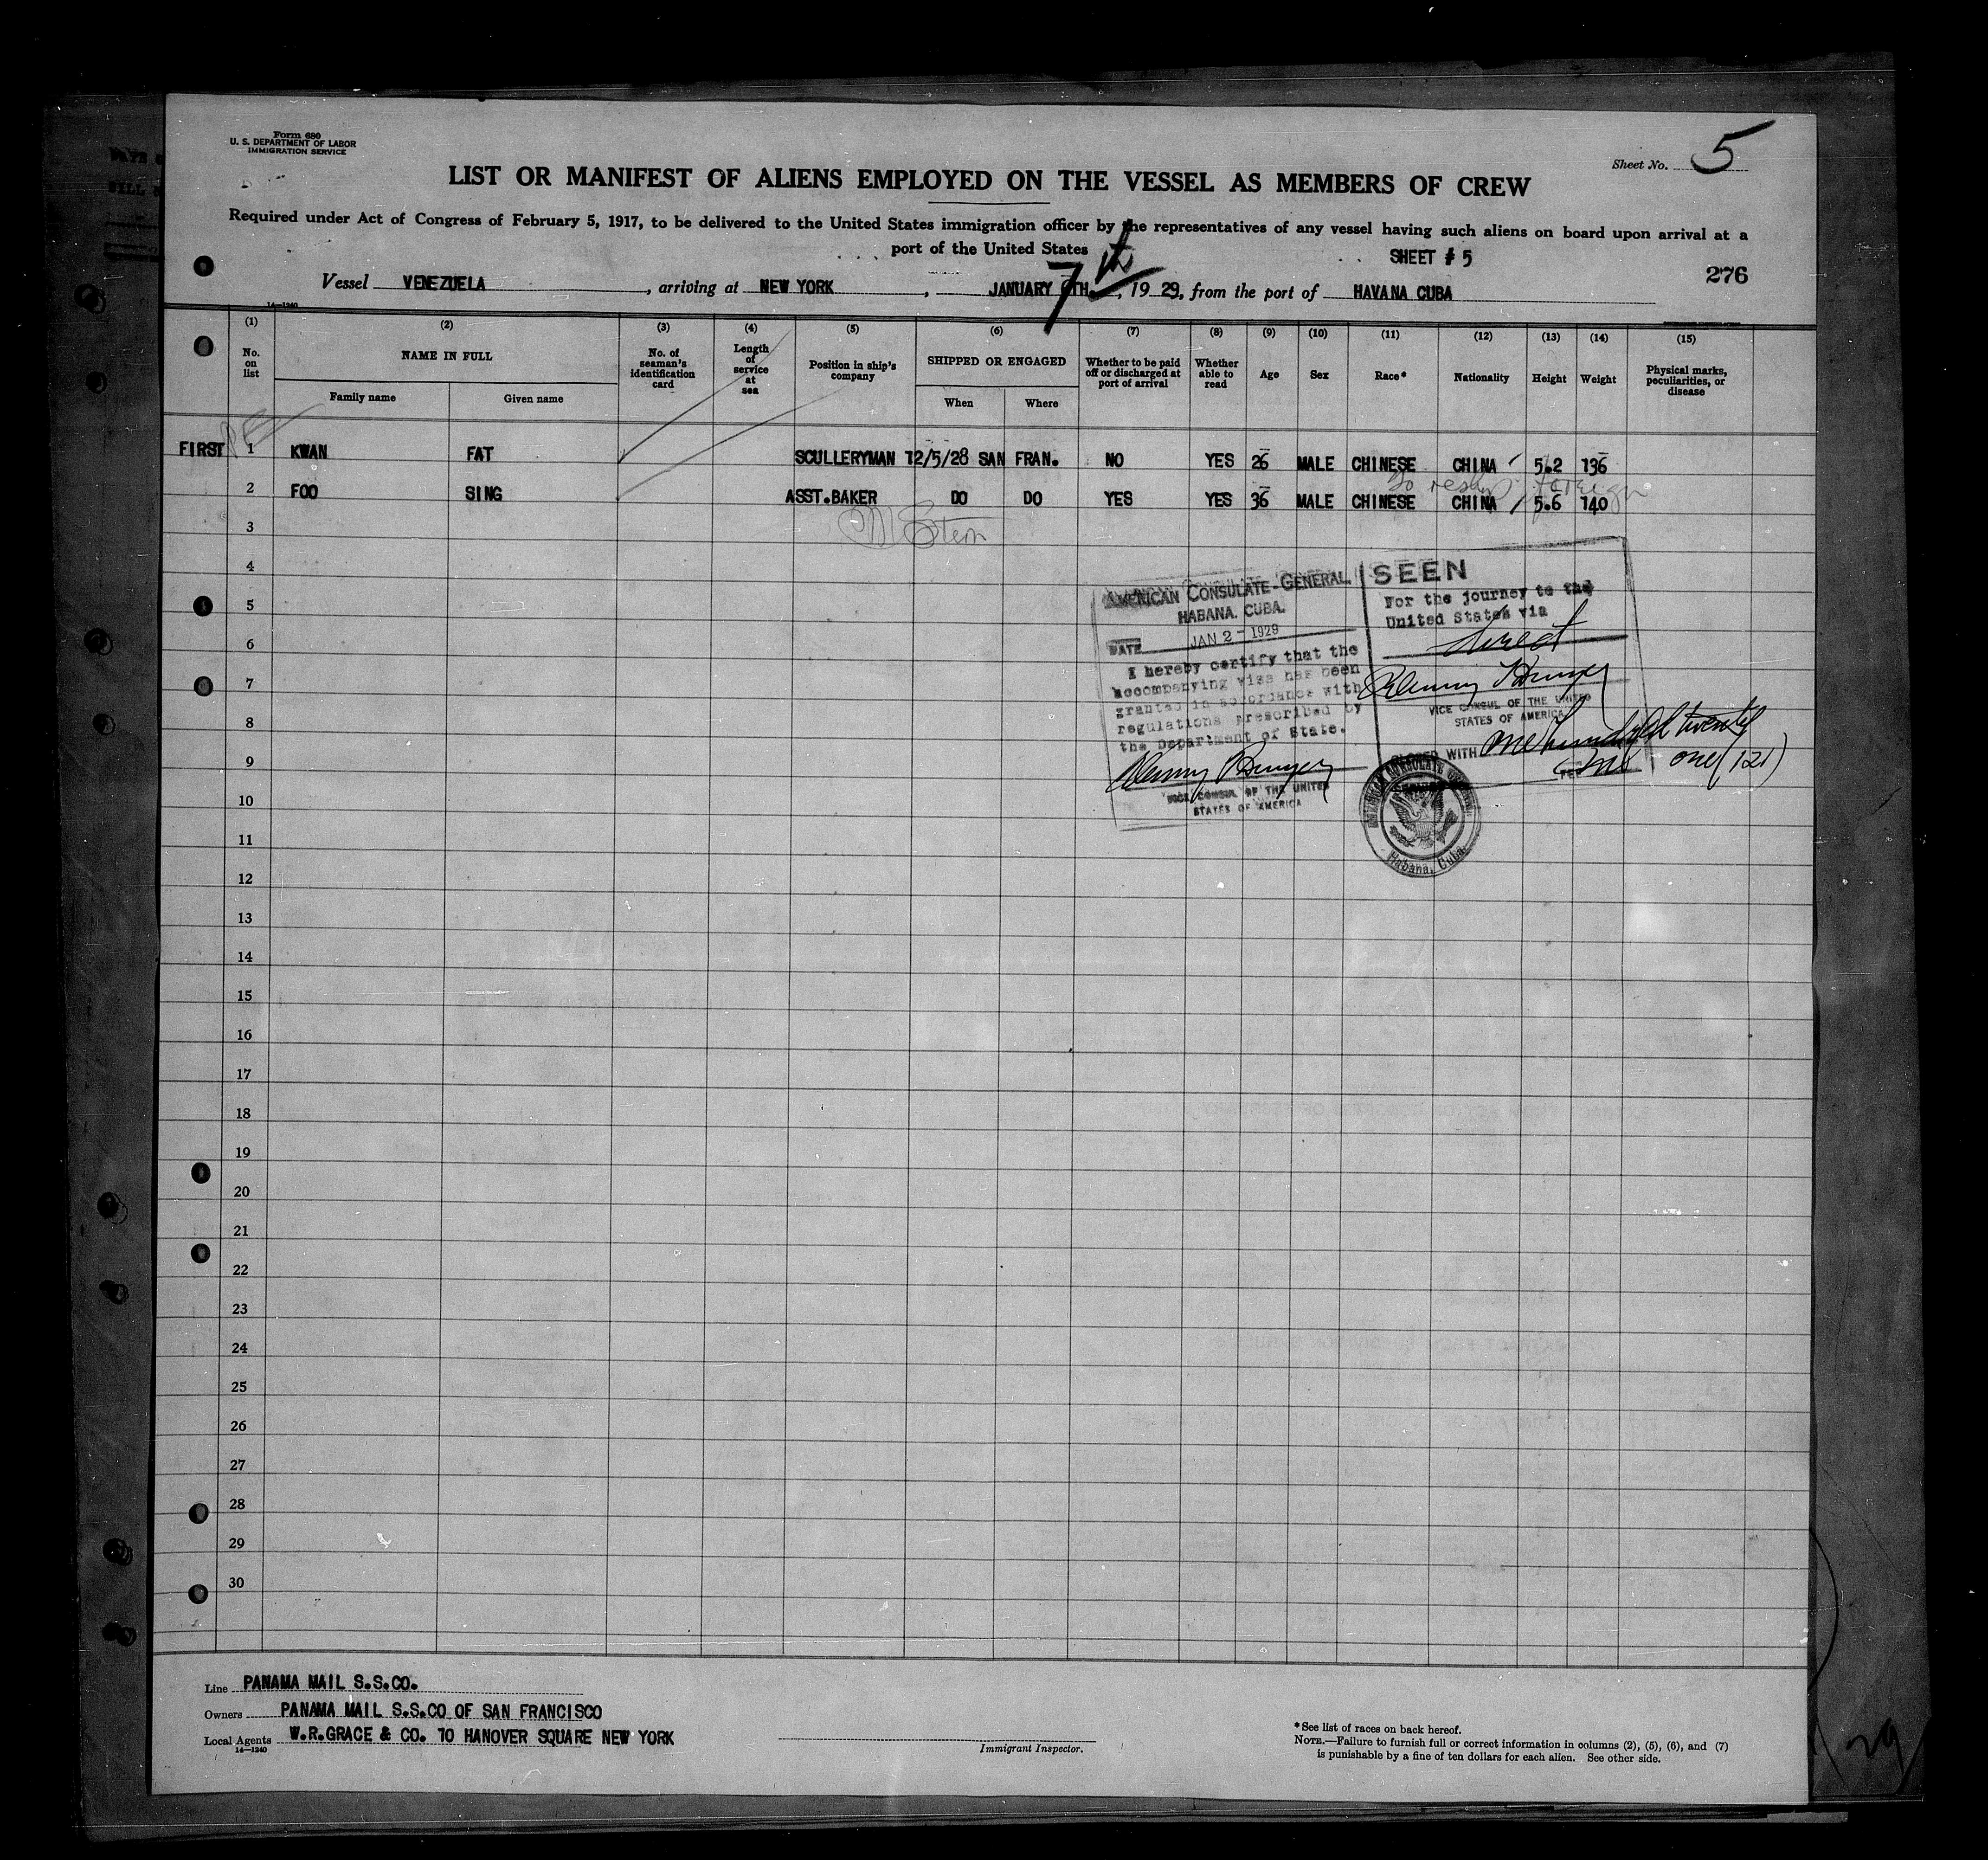 Form 680
U. S. DEPARTMENT OF LABOR
IMMIGRATION SERVICE
Sheet No. 5
LIST OR MANIFEST OF ALIENS EMPLOYED ON THE VESSEL AS MEMBERS OF CREW
Required under Act of Congress of February 5, 1917, to be delivered to the United States immigration officer by the representatives of any vessel having such aliens on board upon arrival at a
port of the United States
SHEET # 5
276
Vessel VENEZUELA, arriving at NEW YORK, JANUARY 7th 6TH., 1929, from the port of HAVANA CUBA
14—1240
(1) (2) (3) (4) (5) (6) (7) (8) (9) (10) (11) (12) (13) (14) (15)
No. on list
NAME IN FULL
Family name
Given name
No. of seaman's identification card
Length of service at sea
Position in ship's company
SHIPPED OR ENGAGED
When
Where
Whether to be paid off or discharged at port of arrival
Whether able to read
Age
Sex
Race*
Nationality
Height
Weight
Physical marks, peculiarities, or disease
FIRST 1 KWAN FAT SCULLERYMAN 12/5/28 SAN FRAN. NO YES 26 MALE CHINESE CHINA 5.2 136
To reship foreign
2 FOO SING ASST.BAKER DO DO YES YES 36 MALE CHINESE CHINA 5.6 140
3
4
5
6
7
8
9
10
11
12
13
14
15
16
17
18
19
20
21
22
23
24
25
26
27
28
29
30
AMERICAN CONSULATE-GENERAL
HABANA. CUBA.
DATE JAN 2 - 1929
I hereby certify that the
accompanying visa has been
granted in accordance with
regulations prescribed by
the Department of State.
VICE CONSUL OF THE UNITED
STATES OF AMERICA
SEEN
For the journey to the
United States via
direct
VICE CONSUL OF THE UNITED
STATES OF AMERICA
WITH one hundred twenty
one (121)
AMERICAN CONSULATE GENERAL
Habana, Cuba.
Line PANAMA MAIL S.S.CO.
Owners PANAMA MAIL S.S.CO OF SAN FRANCISCO
Local Agents W.R.GRACE & CO. 10 HANOVER SQUARE NEW YORK
14—1240
Immigrant Inspector.
*See list of races on back hereof.
NOTE.—Failure to furnish full or correct information in columns (2), (5), (6), and (7)
is punishable by a fine of ten dollars for each alien. See other side.
29